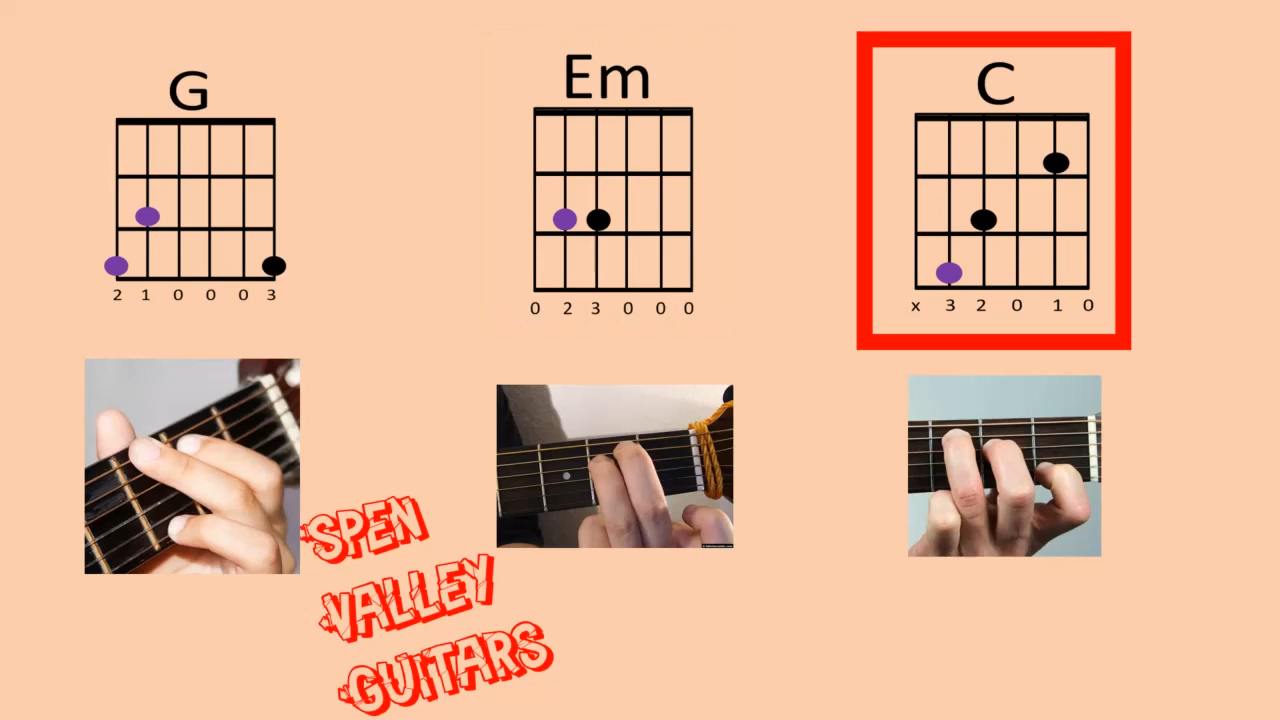 G
Em
C
2 1 0 0 0 3
0 2 3 0 0 0
x 3 2 0 1 0
SPEN
VALLEY
GUITARS